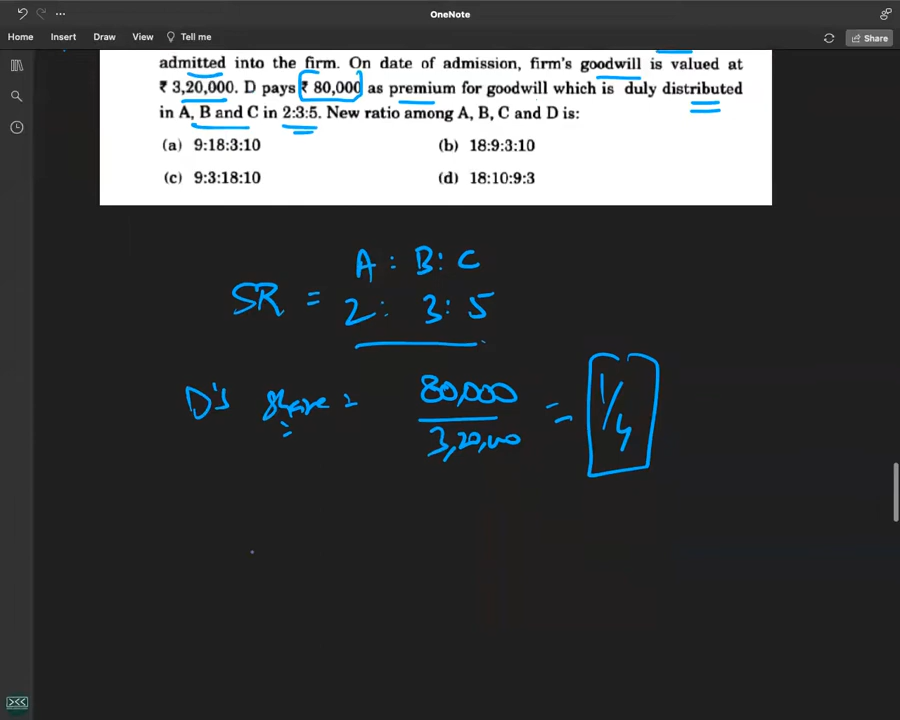 OneNote
Home Insert Draw View Tell me Share
admitted into the firm. On date of admission, firm's goodwill is valued at
₹ 3,20,000. D pays ₹ 80,000 as premium for goodwill which is duly distributed
in A, B and C in 2:3:5. New ratio among A, B, C and D is:
(a) 9:18:3:10 (b) 18:9:3:10
(c) 9:3:18:10 (d) 18:10:9:3
A : B : C
SR = 2 : 3 : 5
D's share = 80,000 / 3,20,000 = 1/4